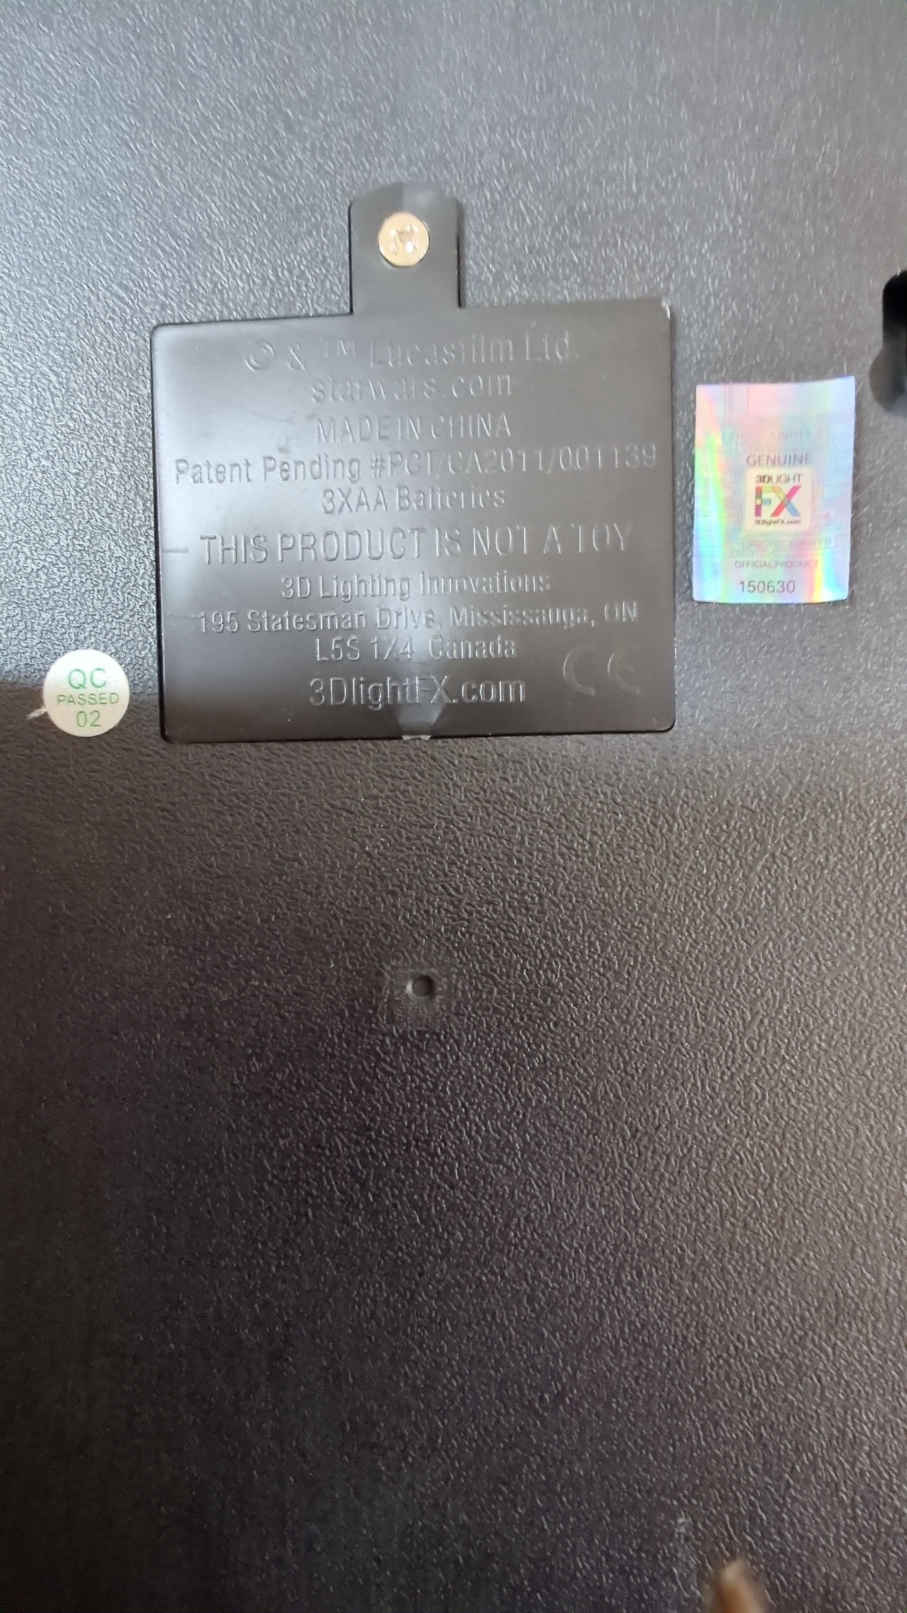 © & ™ Lucasfilm Ltd.
starwars.com
MADE IN CHINA
Patent Pending #PCT/CA2011/001139
3XAA Batteries
THIS PRODUCT IS NOT A TOY
3D Lighting Innovations
195 Statesman Drive, Mississauga, ON
L5S 1X4, Canada
3DlightFX.com
CE
GENUINE
3DLIGHT
FX
3DlightFX.com
OFFICIAL PRODUCT
150630
QC
PASSED
02